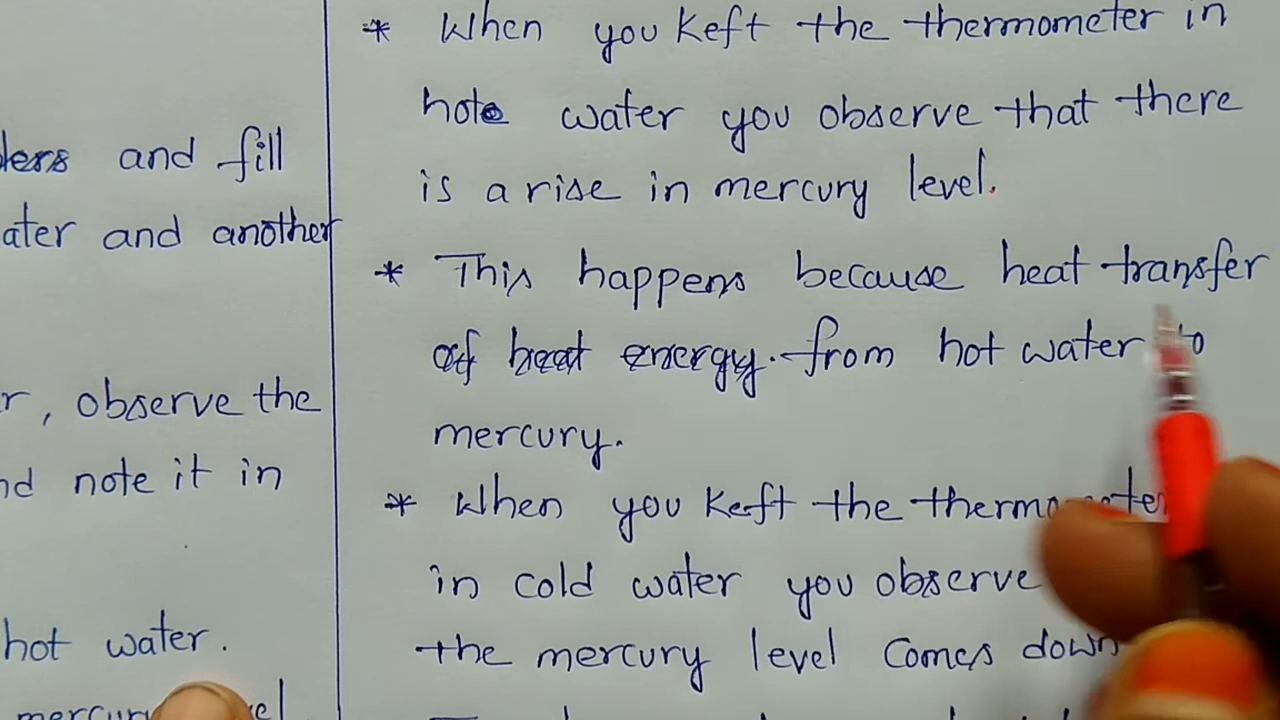 ders and fill
ater and another
r, observe the
nd note it in
hot water.
* When you keft the thermometer in
hot water you observe that there
is a rise in mercury level.
* This happens because heat transfer
of heat energy. from hot water to
mercury.
* When you keft the thermometer
in cold water you observe
the mercury level comes down